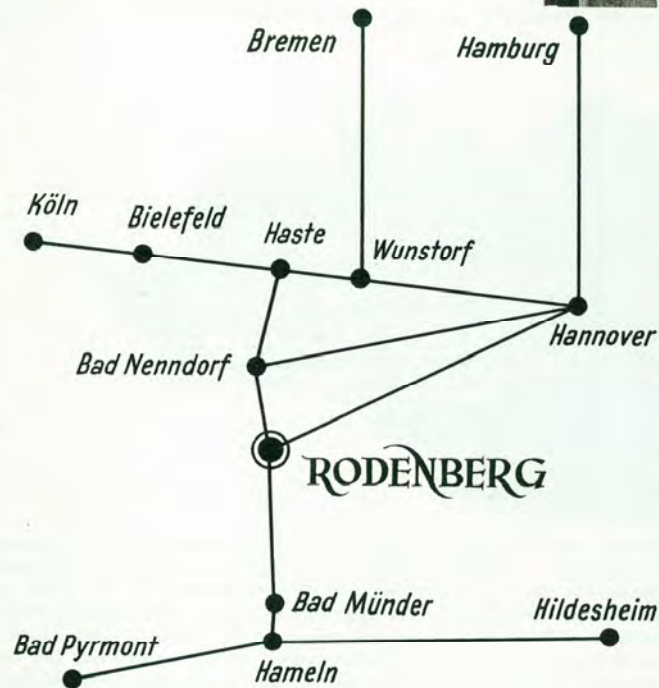 Bremen
Hamburg
Köln
Bielefeld
Haste
Wunstorf
Hannover
Bad Nenndorf
RODENBERG
Bad Münder
Hildesheim
Bad Pyrmont
Hameln